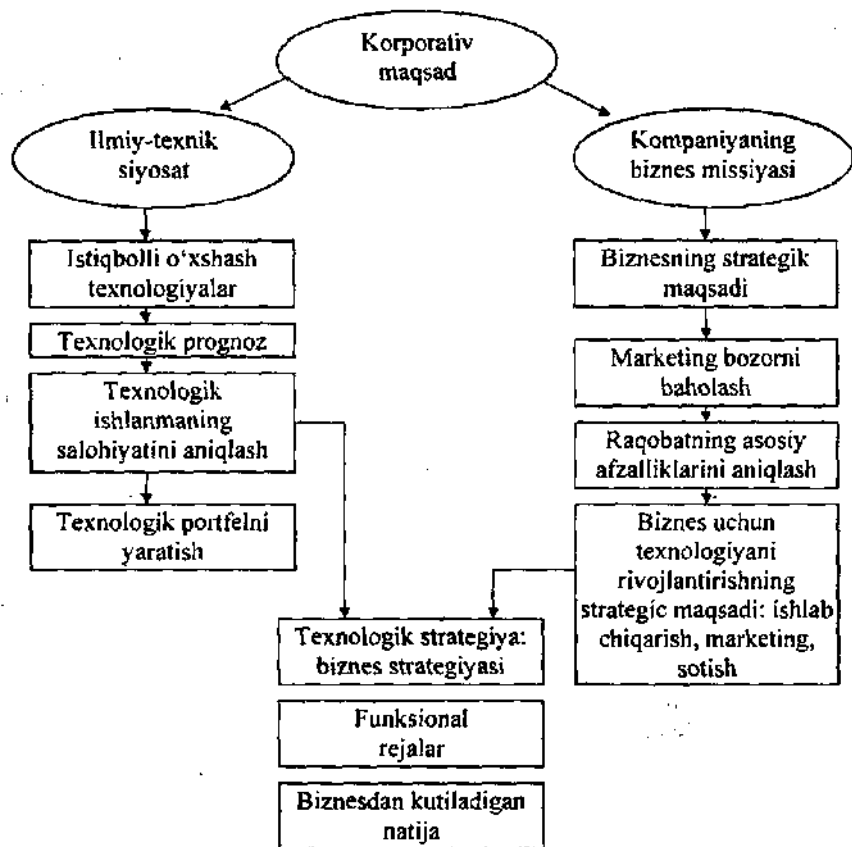 Korporativ
maqsad
Ilmiy-texnik
siyosat
Kompaniyaning
biznes missiyasi
Istiqbolli o‘xshash
texnologiyalar
Texnologik prognoz
Texnologik
ishlanmaning
salohiyatini aniqlash
Texnologik portfelni
yaratish
Biznesning strategik
maqsadi
Marketing bozorni
baholash
Raqobatning asosiy
afzalliklarini aniqlash
Biznes uchun
texnologiyani
rivojlantirishning
strategic maqsadi: ishlab
chiqarish, marketing,
sotish
Texnologik strategiya:
biznes strategiyasi
Funksional
rejalar
Biznesdan kutiladigan
natija